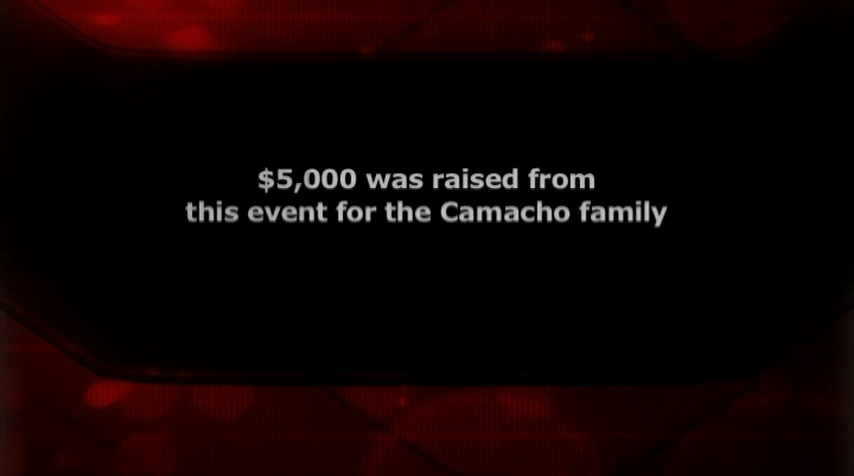 $5,000 was raised from
this event for the Camacho family